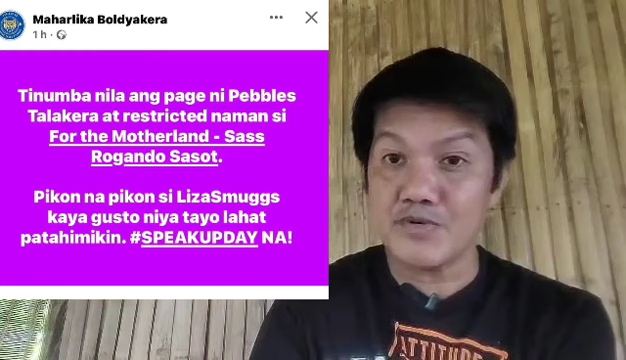 Maharlika Boldyakera
1 h ·
Tinumba nila ang page ni Pebbles
Talakera at restricted naman si
For the Motherland - Sass
Rogando Sasot.
Pikon na pikon si LizaSmuggs
kaya gusto niya tayo lahat
patahimikin. #SPEAKUPDAY NA!
ATTITUDE